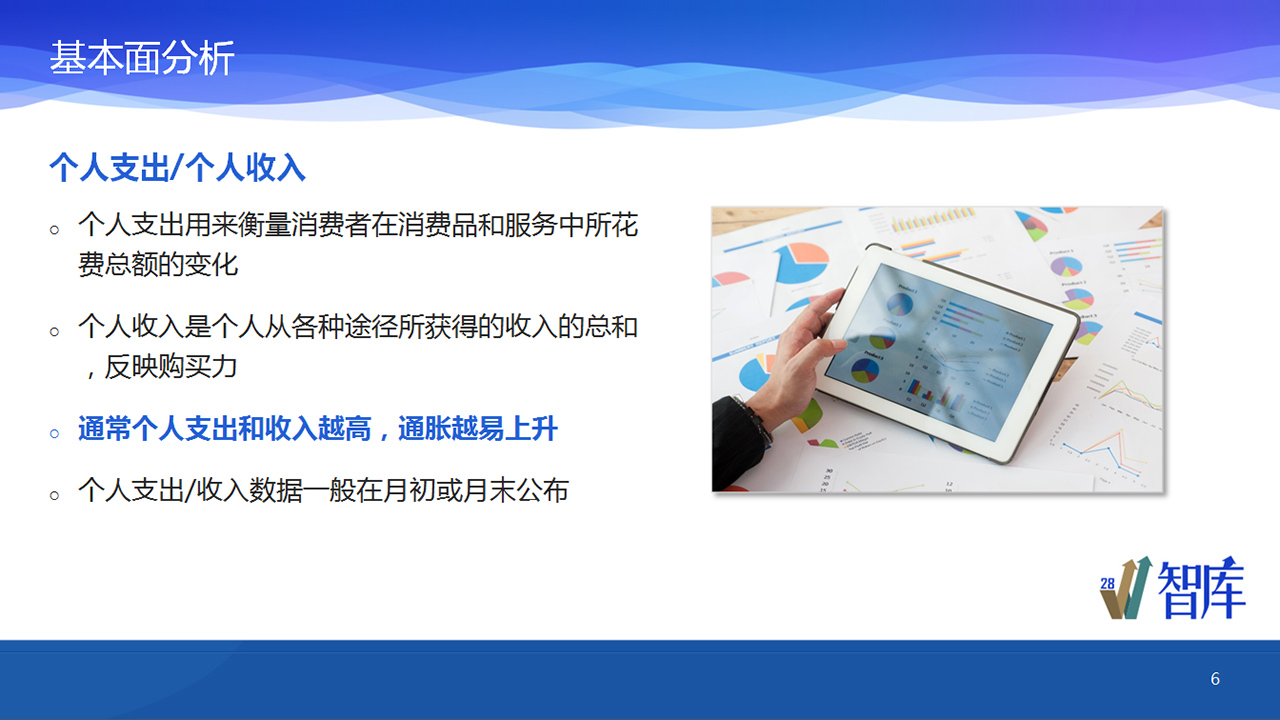 基本面分析
个人支出/个人收入
个人支出用来衡量消费者在消费品和服务中所花
费总额的变化
个人收入是个人从各种途径所获得的收入的总和
，反映购买力
通常个人支出和收入越高，通胀越易上升
个人支出/收入数据一般在月初或月末公布
28
智库
6